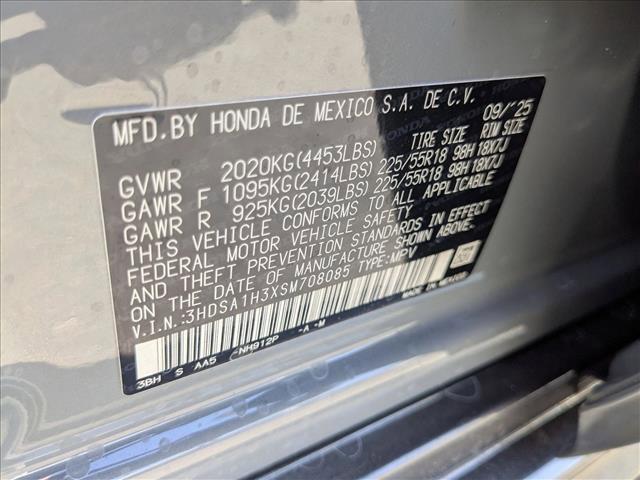 MFD.BY HONDA DE MEXICO S.A. DE C.V. 09/'25
TIRE SIZE RIM SIZE
GVWR 2020KG(4453LBS)
GAWR F 1095KG(2414LBS) 225/55R18 98H 18X7J
GAWR R 925KG(2039LBS) 225/55R18 98H 18X7J
THIS VEHICLE CONFORMS TO ALL APPLICABLE
FEDERAL MOTOR VEHICLE SAFETY
AND THEFT PREVENTION STANDARDS IN EFFECT
ON THE DATE OF MANUFACTURE SHOWN ABOVE.
V.I.N.:3HDSA1H3XSM708085 TYPE:MPV
MADE IN MEXICO
3BH S AA5 -NH912P -A -M